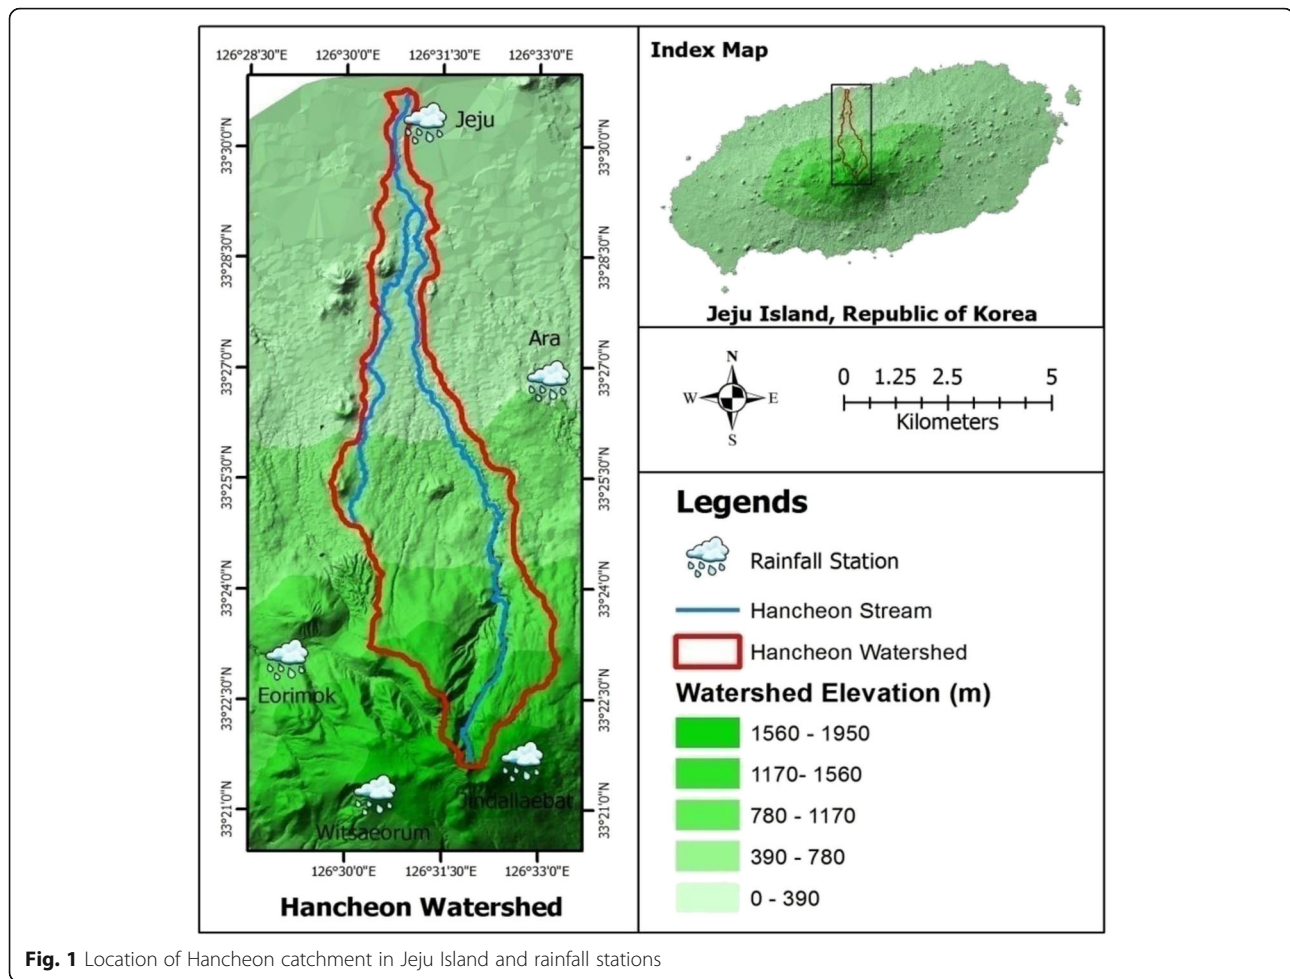 126°28'30"E 126°30'0"E 126°31'30"E 126°33'0"E
33°30'0"N
33°28'30"N
33°27'0"N
33°25'30"N
33°24'0"N
33°22'30"N
33°21'0"N
Jeju
Ara
Eorimok
Jindallaebat
Witsaeorum
33°30'0"N
33°28'30"N
33°27'0"N
33°25'30"N
33°24'0"N
33°22'30"N
33°21'0"N
126°30'0"E 126°31'30"E 126°33'0"E
Hancheon Watershed
Index Map
Jeju Island, Republic of Korea
N
W E
S
0 1.25 2.5 5
Kilometers
Legends
Rainfall Station
Hancheon Stream
Hancheon Watershed
Watershed Elevation (m)
1560 - 1950
1170- 1560
780 - 1170
390 - 780
0 - 390
Fig. 1 Location of Hancheon catchment in Jeju Island and rainfall stations